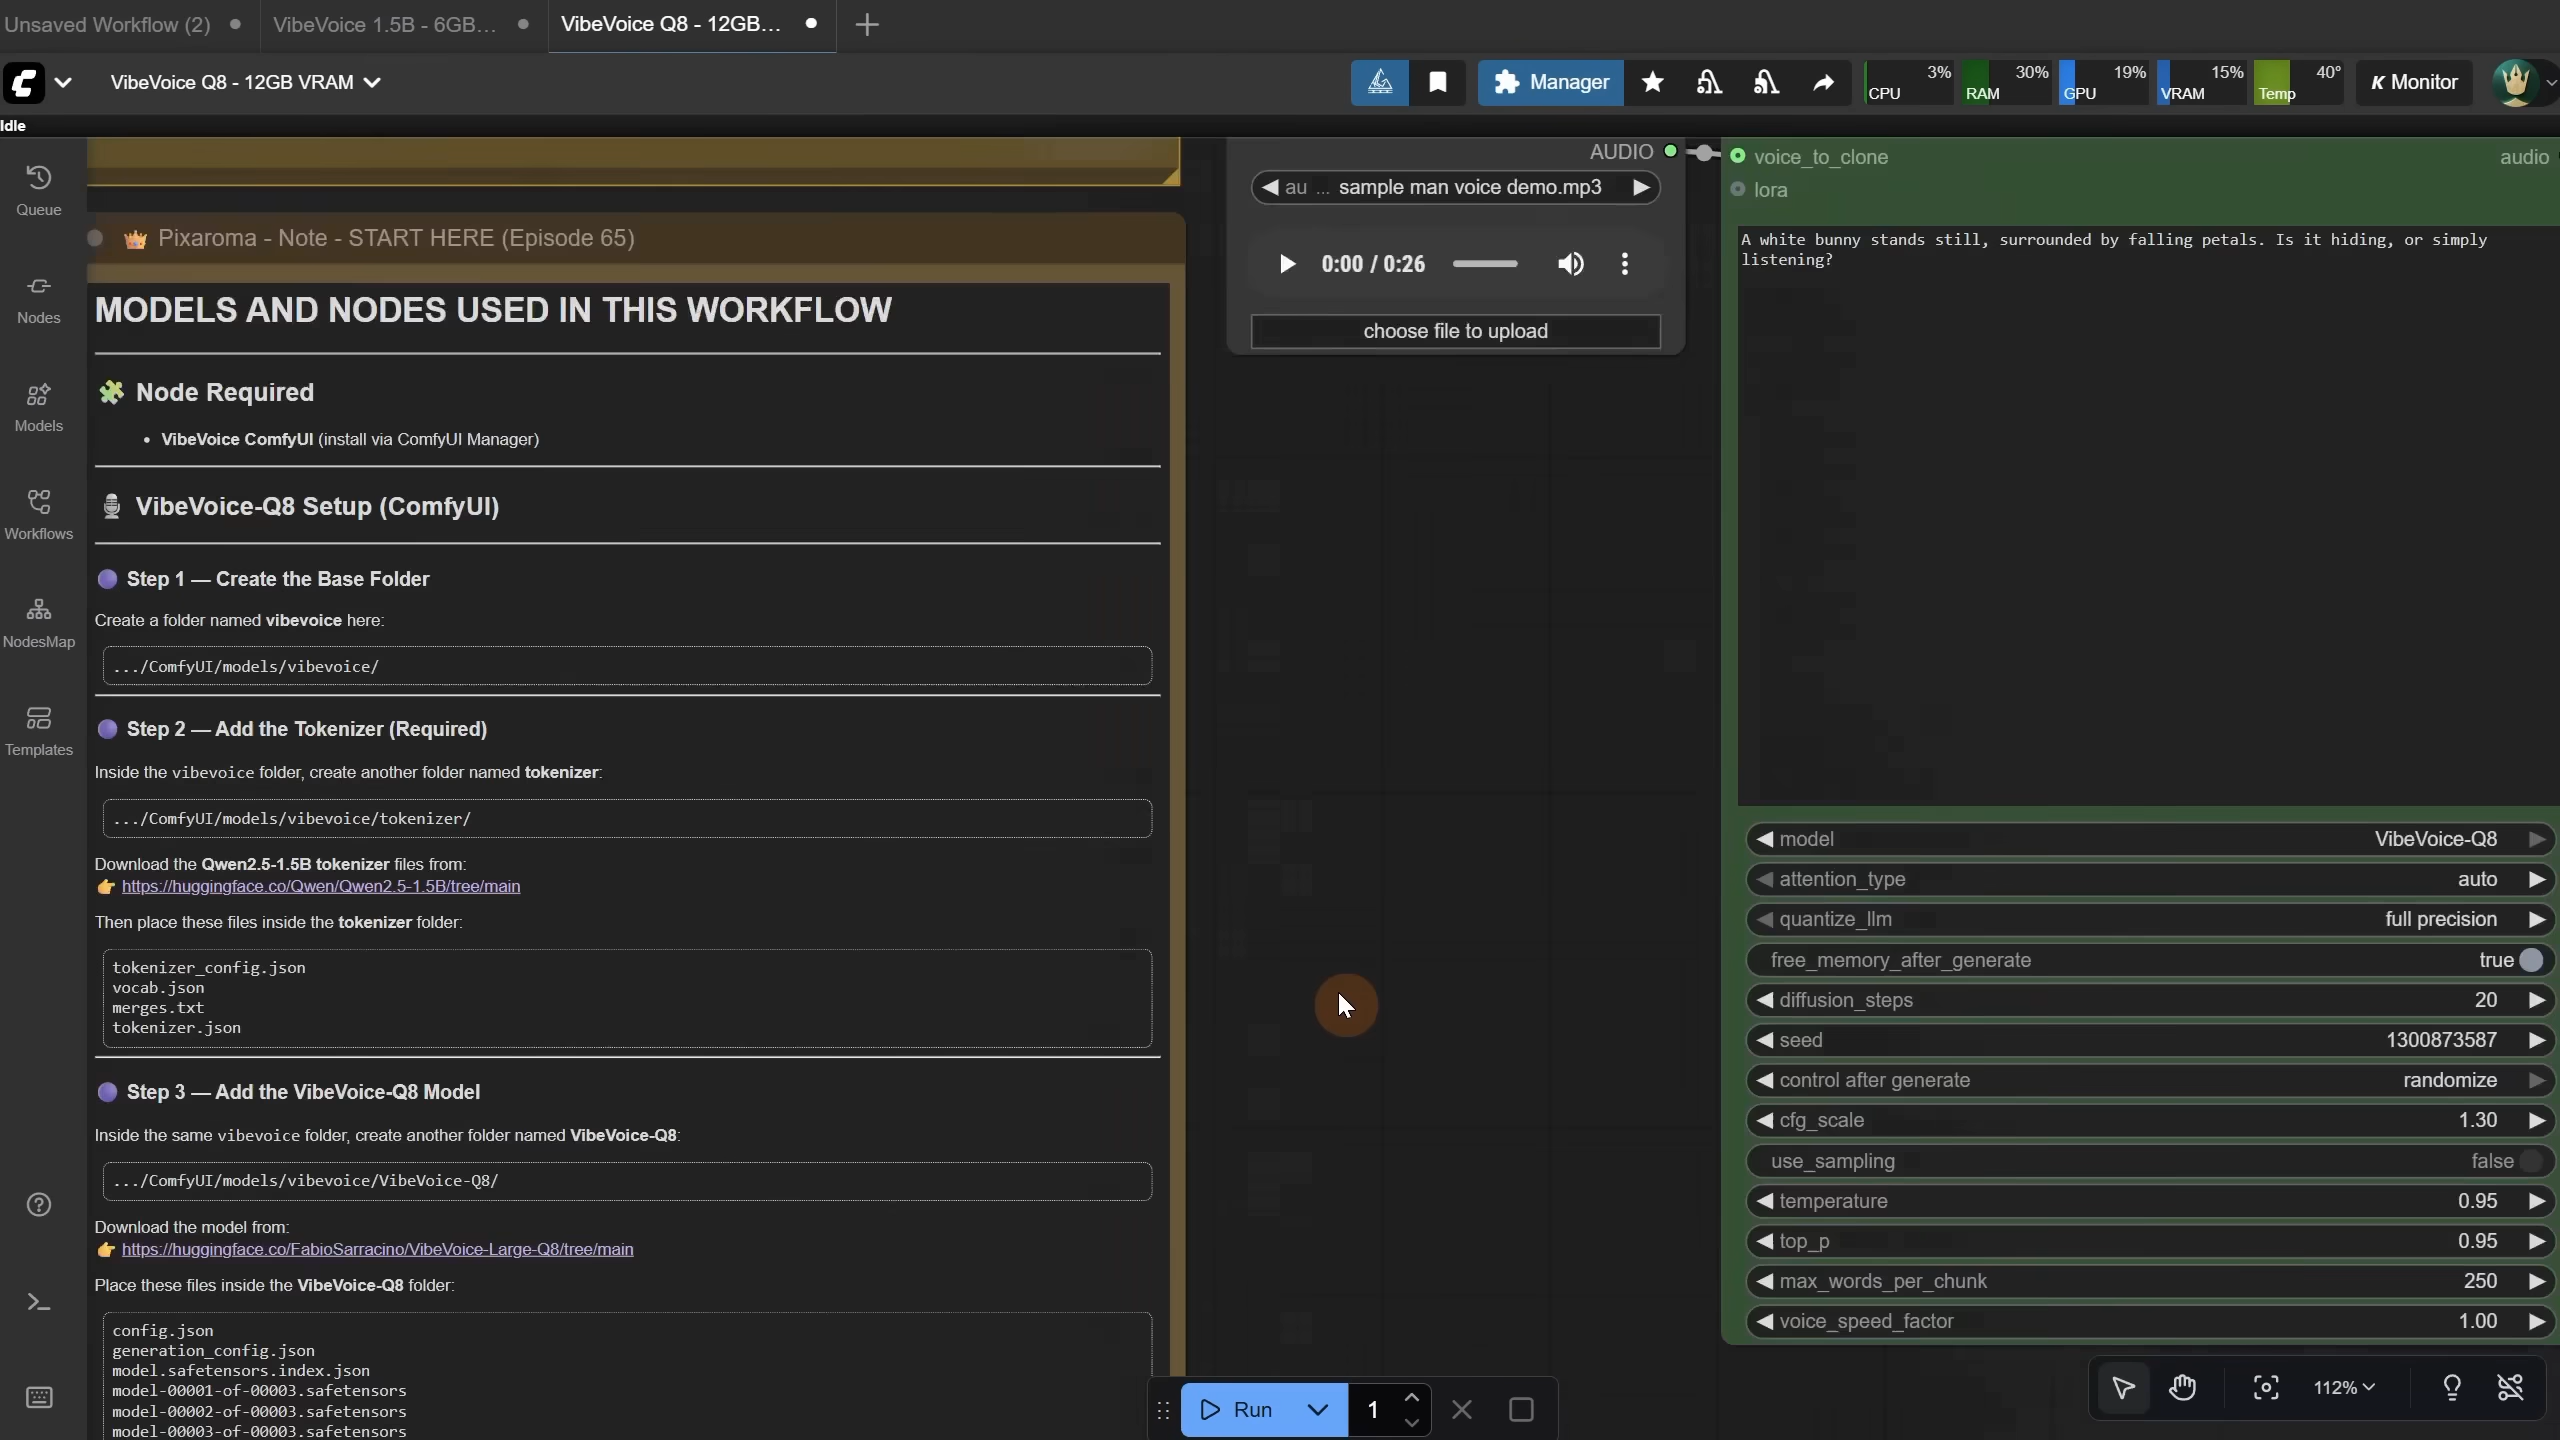 Unsaved Workflow (2)
VibeVoice 1.5B - 6GB...
VibeVoice Q8 - 12GB...
VibeVoice Q8 - 12GB VRAM
Manager
CPU 3%
RAM 30%
GPU 19%
VRAM 15%
Temp 40°
K Monitor
Idle
Queue
Nodes
Models
Workflows
NodesMap
Templates
Pixaroma - Note - START HERE (Episode 65)
MODELS AND NODES USED IN THIS WORKFLOW
Node Required
• VibeVoice ComfyUI (install via ComfyUI Manager)
VibeVoice-Q8 Setup (ComfyUI)
Step 1 — Create the Base Folder
Create a folder named vibevoice here:
.../ComfyUI/models/vibevoice/
Step 2 — Add the Tokenizer (Required)
Inside the vibevoice folder, create another folder named tokenizer:
.../ComfyUI/models/vibevoice/tokenizer/
Download the Qwen2.5-1.5B tokenizer files from:
👉 https://huggingface.co/Qwen/Qwen2.5-1.5B/tree/main
Then place these files inside the tokenizer folder:
tokenizer_config.json
vocab.json
merges.txt
tokenizer.json
Step 3 — Add the VibeVoice-Q8 Model
Inside the same vibevoice folder, create another folder named VibeVoice-Q8:
.../ComfyUI/models/vibevoice/VibeVoice-Q8/
Download the model from:
👉 https://huggingface.co/FabioSarracino/VibeVoice-Large-Q8/tree/main
Place these files inside the VibeVoice-Q8 folder:
config.json
generation_config.json
model.safetensors.index.json
model-00001-of-00003.safetensors
model-00002-of-00003.safetensors
model-00003-of-00003.safetensors
AUDIO
au ... sample man voice demo.mp3
0:00 / 0:26
choose file to upload
voice_to_clone
audio
lora
A white bunny stands still, surrounded by falling petals. Is it hiding, or simply
listening?
model VibeVoice-Q8
attention_type auto
quantize_llm full precision
free_memory_after_generate true
diffusion_steps 20
seed 1300873587
control after generate randomize
cfg_scale 1.30
use_sampling false
temperature 0.95
top_p 0.95
max_words_per_chunk 250
voice_speed_factor 1.00
Run
1
112%